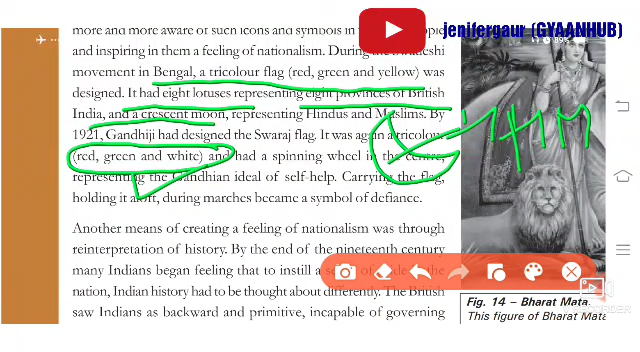 jenifergaur (GYAANHUB)
more and more aware of such icons and symbols in
and inspiring in them a feeling of nationalism. During the
movement in Bengal, a tricolour flag (red, green and yellow) was
designed. It had eight lotuses representing eight provinces of British
India, and a crescent moon, representing Hindus and Muslims. By
1921, Gandhiji had designed the Swaraj flag. It was again a tricolour
(red, green and white) and had a spinning wheel in the centre,
representing the Gandhian ideal of self-help. Carrying the flag,
holding it aloft, during marches became a symbol of defiance.
Another means of creating a feeling of nationalism was through
reinterpretation of history. By the end of the nineteenth century
many Indians began feeling that to instill a
nation, Indian history had to be thought about differently. The British
saw Indians as backward and primitive, incapable of governing
H M
Fig. 14 – Bharat Mata
This figure of Bharat Mata